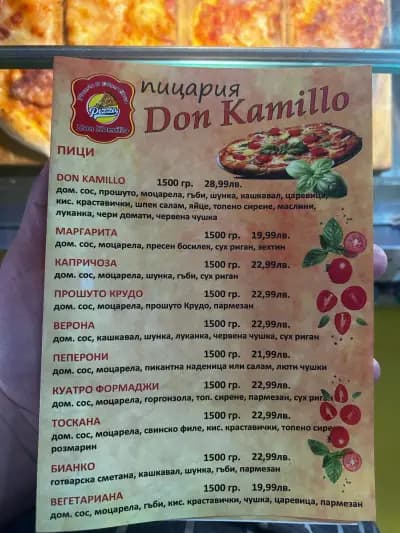 пицария
Don Kamillo
Don Kamillo
ПИЦИ
DON KAMILLO 1500 гр. 28,99лв.
дом. сос, прошуто, моцарела, гъби, шунка, кашкавал, царевица,
кис. краставички, шпек салам, яйце, топено сирене, маслини,
луканка, чери домати, червена чушка
МАРГАРИТА 1500 гр. 19,99лв.
дом. сос, моцарела, пресен босилек, сух риган, зехтин
КАПРИЧОЗА 1500 гр. 22,99лв.
дом. сос, моцарела, шунка, гъби, сух риган
ПРОШУТО КРУДО 1500 гр. 22,99лв.
дом. сос, моцарела, прошуто Крудо, пармезан
ВЕРОНА 1500 гр. 22,99лв.
дом. сос, кашкавал, шунка, луканка, червена чушка, сух риган
ПЕПЕРОНИ 1500 гр. 21,99лв.
дом. сос, моцарела, пикантна наденица или салам, люти чушки
КУАТРО ФОРМАДЖИ 1500 гр. 22,99лв.
дом. сос, моцарела, горгонзола, топ. сирене, пармезан, сух риган
ТОСКАНА 1500 гр. 22,99лв.
дом. сос, моцарела, свинско филе, кис. краставички, топено сирене,
розмарин
БИАНКО 1500 гр. 22,99лв.
готварска сметана, кашкавал, шунка, гъби, пармезан
ВЕГЕТАРИАНА 1500 гр. 19,99лв.
дом. сос, моцарела, гъби, кис. краставички, чушка, царевица, пармезан